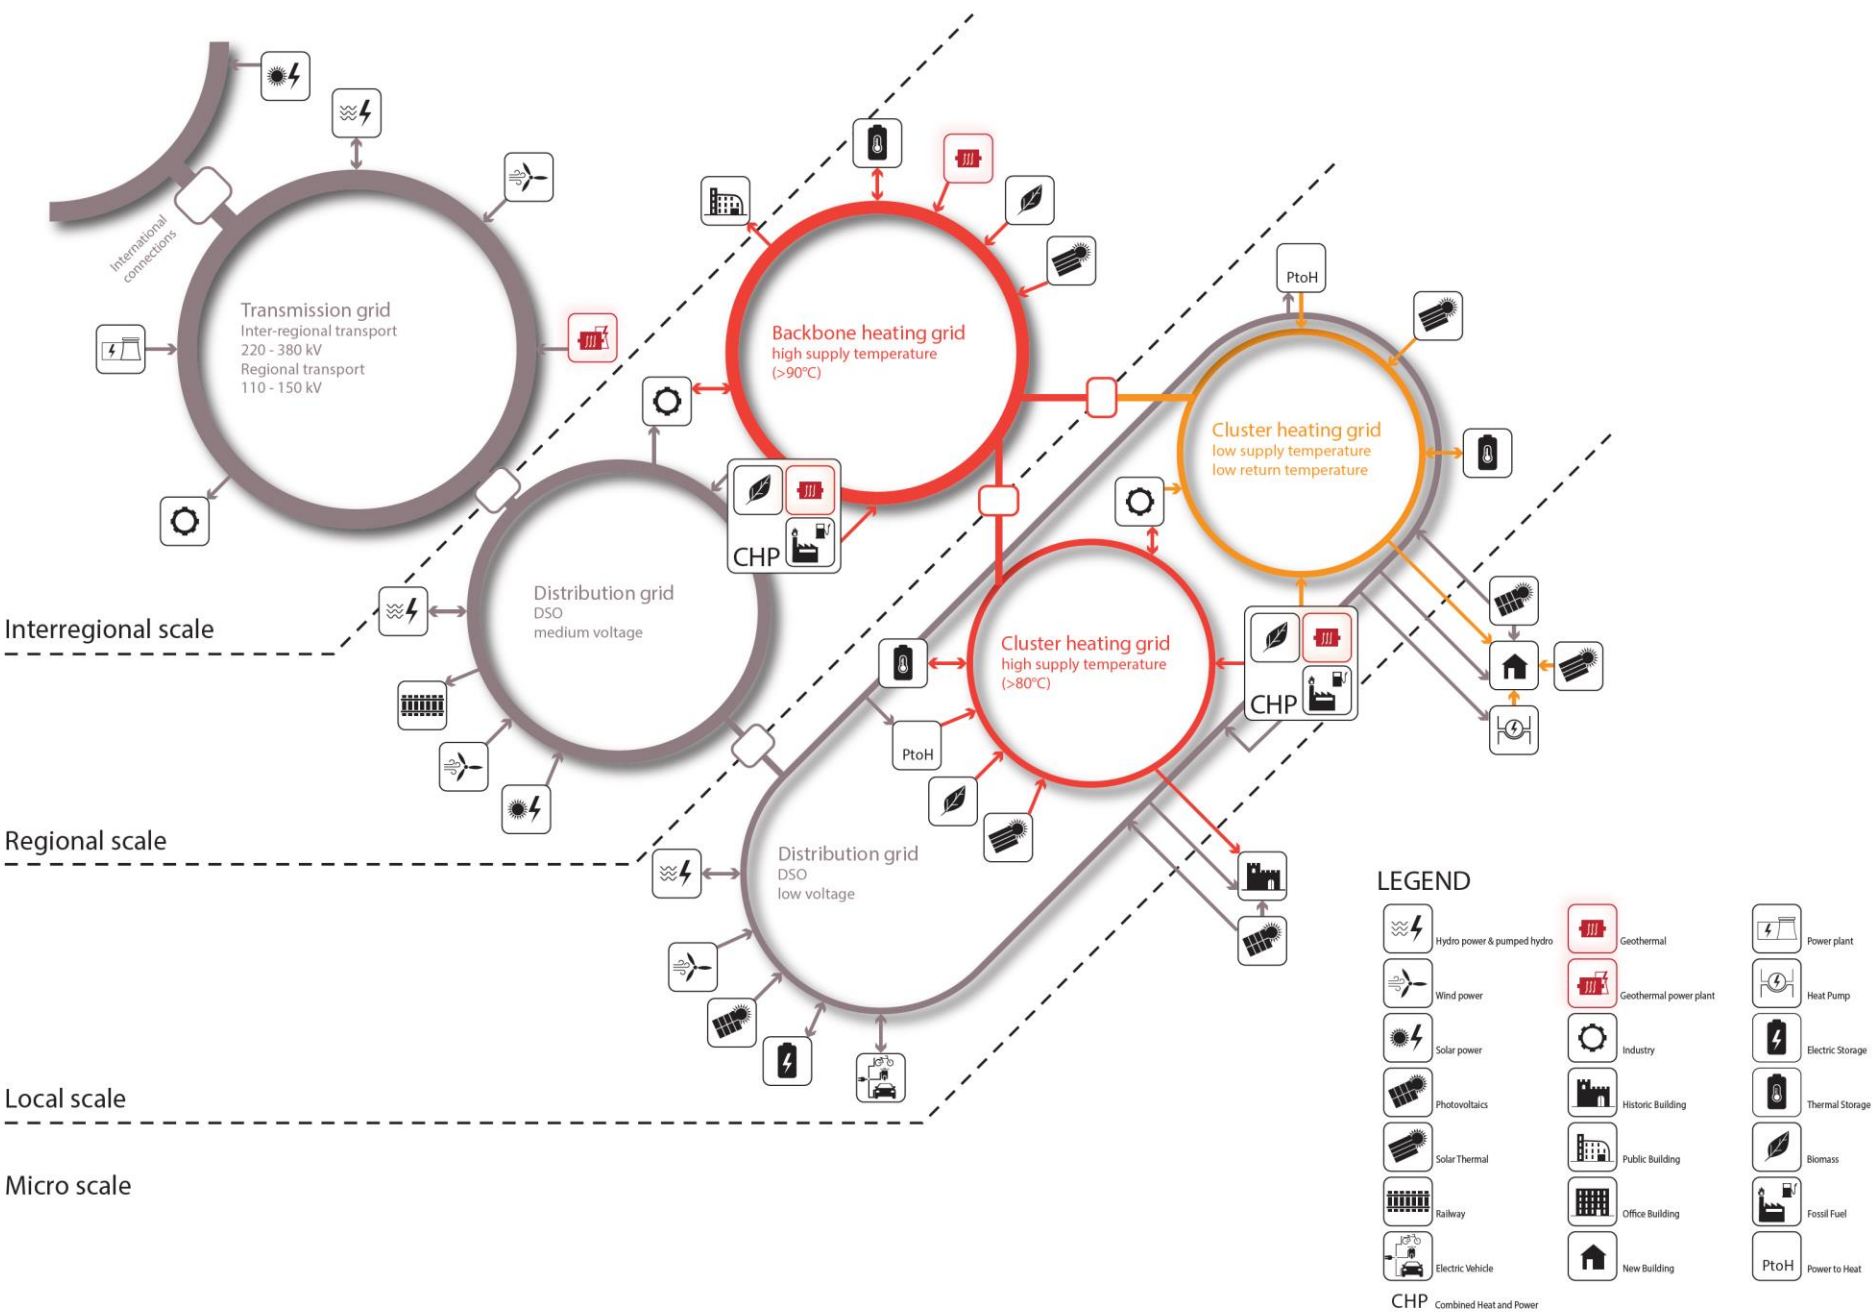 International
connections
Transmission grid
Inter-regional transport
220 - 380 kV
Regional transport
110 - 150 kV
Backbone heating grid
high supply temperature
(>90°C)
PtoH
Cluster heating grid
low supply temperature
low return temperature
CHP
Distribution grid
DSO
medium voltage
Interregional scale
Cluster heating grid
high supply temperature
(>80°C)
CHP
PtoH
Regional scale
Distribution grid
DSO
low voltage
Local scale
Micro scale
LEGEND
Hydro power & pumped hydro
Wind power
Solar power
Photovoltaics
Solar Thermal
Railway
Electric Vehicle
CHP Combined Heat and Power
Geothermal
Geothermal power plant
Industry
Historic Building
Public Building
Office Building
New Building
Power plant
Heat Pump
Electric Storage
Thermal Storage
Biomass
Fossil Fuel
PtoH Power to Heat